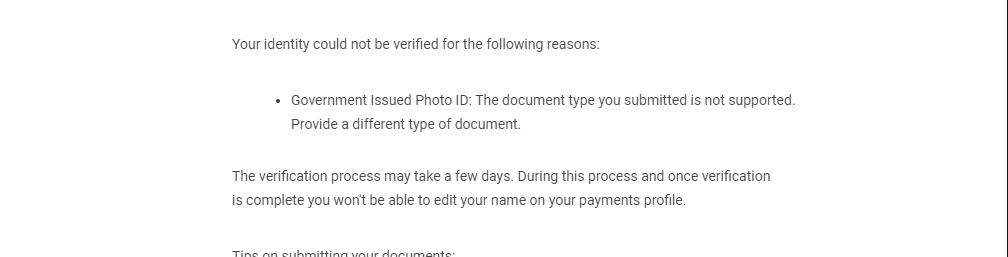 Your identity could not be verified for the following reasons:
• Government Issued Photo ID: The document type you submitted is not supported.
Provide a different type of document.
The verification process may take a few days. During this process and once verification
is complete you won't be able to edit your name on your payments profile.
Tips on submitting your documents: